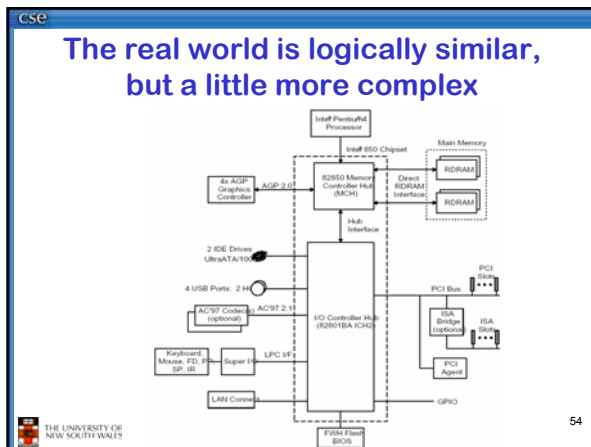 cse
The real world is logically similar,
but a little more complex
Intel® Pentium®4
Processor
Intel® 850 Chipset
Main Memory
4x AGP
Graphics
Controller
AGP 2.0
82850 Memory
Controller Hub
(MCH)
Direct
RDRAM
Interface
RDRAM
RDRAM
Hub
Interface
2 IDE Drives
UltraATA/100
4 USB Ports; 2 HC
AC'97 Codec(s)
(optional)
AC'97 2.1
I/O Controller Hub
(82801BA ICH2)
PCI Bus
PCI
Slots
ISA
Bridge
(optional)
ISA
Slots
PCI
Agent
Keyboard,
Mouse, FD, PP,
SP, IR
Super I/O
LPC I/F
LAN Connect
GPIO
FWH Flash
BIOS
THE UNIVERSITY OF
NEW SOUTH WALES
54